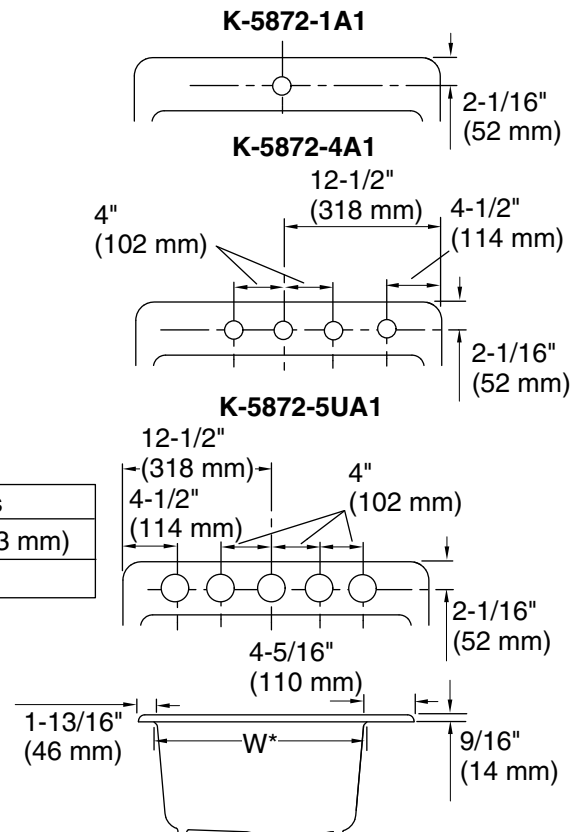 K-5872-1A1
2-1/16"
(52 mm)
K-5872-4A1
12-1/2"
(318 mm)
4"
(102 mm)
4-1/2"
(114 mm)
2-1/16"
(52 mm)
K-5872-5UA1
12-1/2"
(318 mm)
4-1/2"
(114 mm)
4"
(102 mm)
s
3 mm)
2-1/16"
(52 mm)
4-5/16"
(110 mm)
1-13/16"
(46 mm)
W*
9/16"
(14 mm)